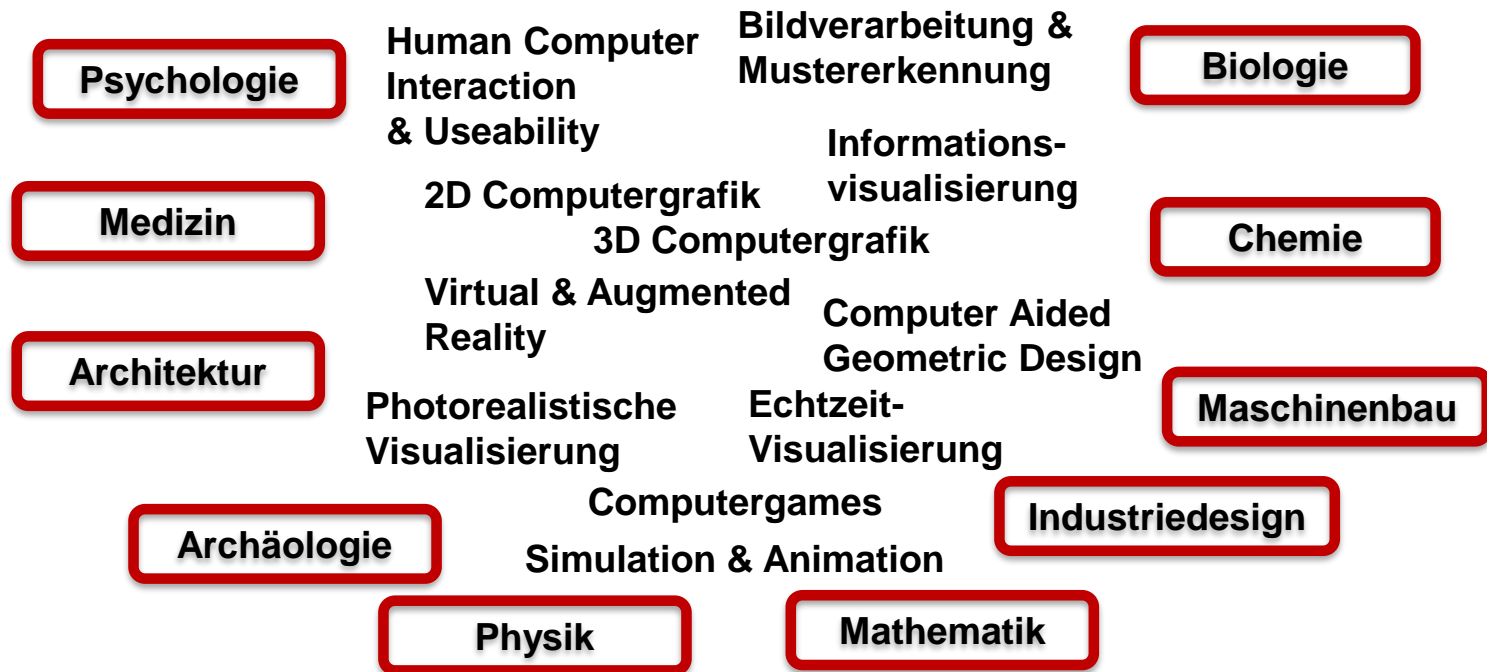 Psychologie
Human Computer
Interaction
& Useability
Bildverarbeitung &
Mustererkennung
Biologie
Medizin
2D Computergrafik
Informations-
visualisierung
3D Computergrafik
Chemie
Architektur
Virtual & Augmented
Reality
Computer Aided
Geometric Design
Maschinenbau
Photorealistische
Visualisierung
Echtzeit-
Visualisierung
Computergames
Industriedesign
Archäologie
Simulation & Animation
Physik
Mathematik